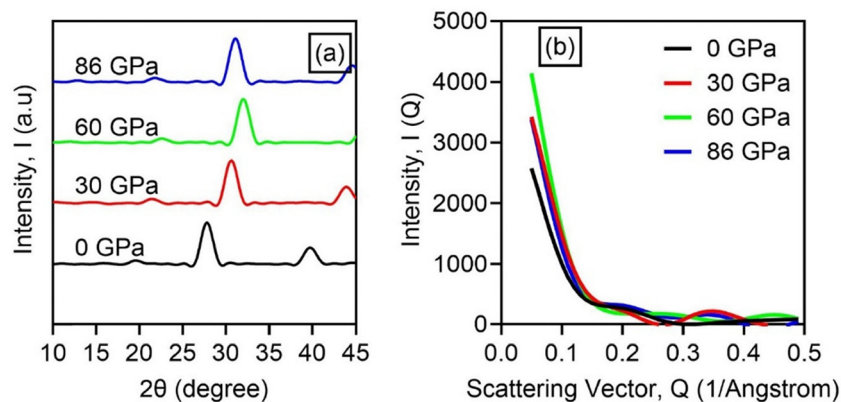 (a)
86 GPa
60 GPa
30 GPa
0 GPa
Intensity, I (a.u)
10 15 20 25 30 35 40 45
2θ (degree)
(b)
0 GPa
30 GPa
60 GPa
86 GPa
5000
4000
3000
2000
1000
0
Intensity, I (Q)
0.0 0.1 0.2 0.3 0.4 0.5
Scattering Vector, Q (1/Angstrom)